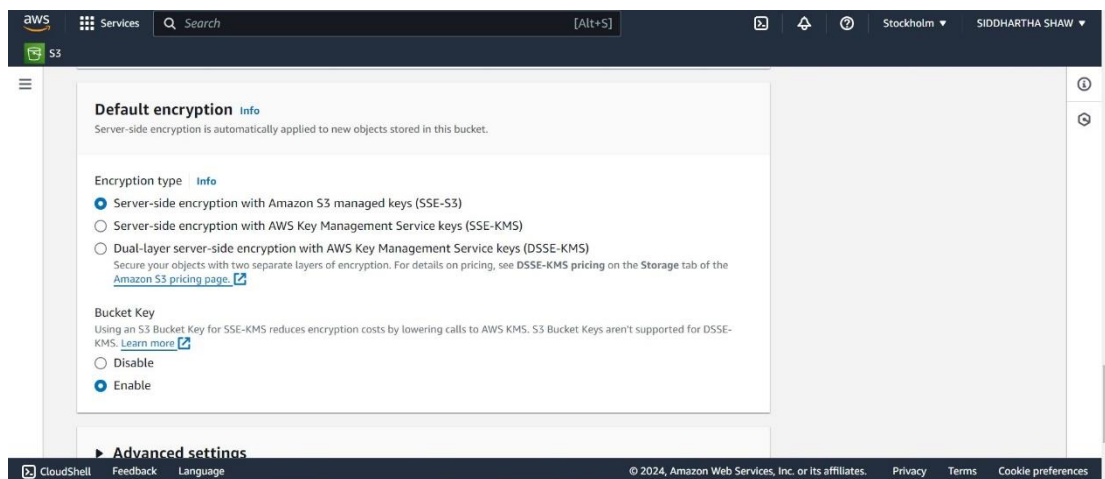 aws Services Search [Alt+S] Stockholm ▼ SIDDHARTHA SHAW ▼
S3
Default encryption Info
Server-side encryption is automatically applied to new objects stored in this bucket.
Encryption type Info
Server-side encryption with Amazon S3 managed keys (SSE-S3)
Server-side encryption with AWS Key Management Service keys (SSE-KMS)
Dual-layer server-side encryption with AWS Key Management Service keys (DSSE-KMS)
Secure your objects with two separate layers of encryption. For details on pricing, see DSSE-KMS pricing on the Storage tab of the
Amazon S3 pricing page.
Bucket Key
Using an S3 Bucket Key for SSE-KMS reduces encryption costs by lowering calls to AWS KMS. S3 Bucket Keys aren't supported for DSSE-
KMS. Learn more
Disable
Enable
Advanced settings
CloudShell Feedback Language © 2024, Amazon Web Services, Inc. or its affiliates. Privacy Terms Cookie preferences